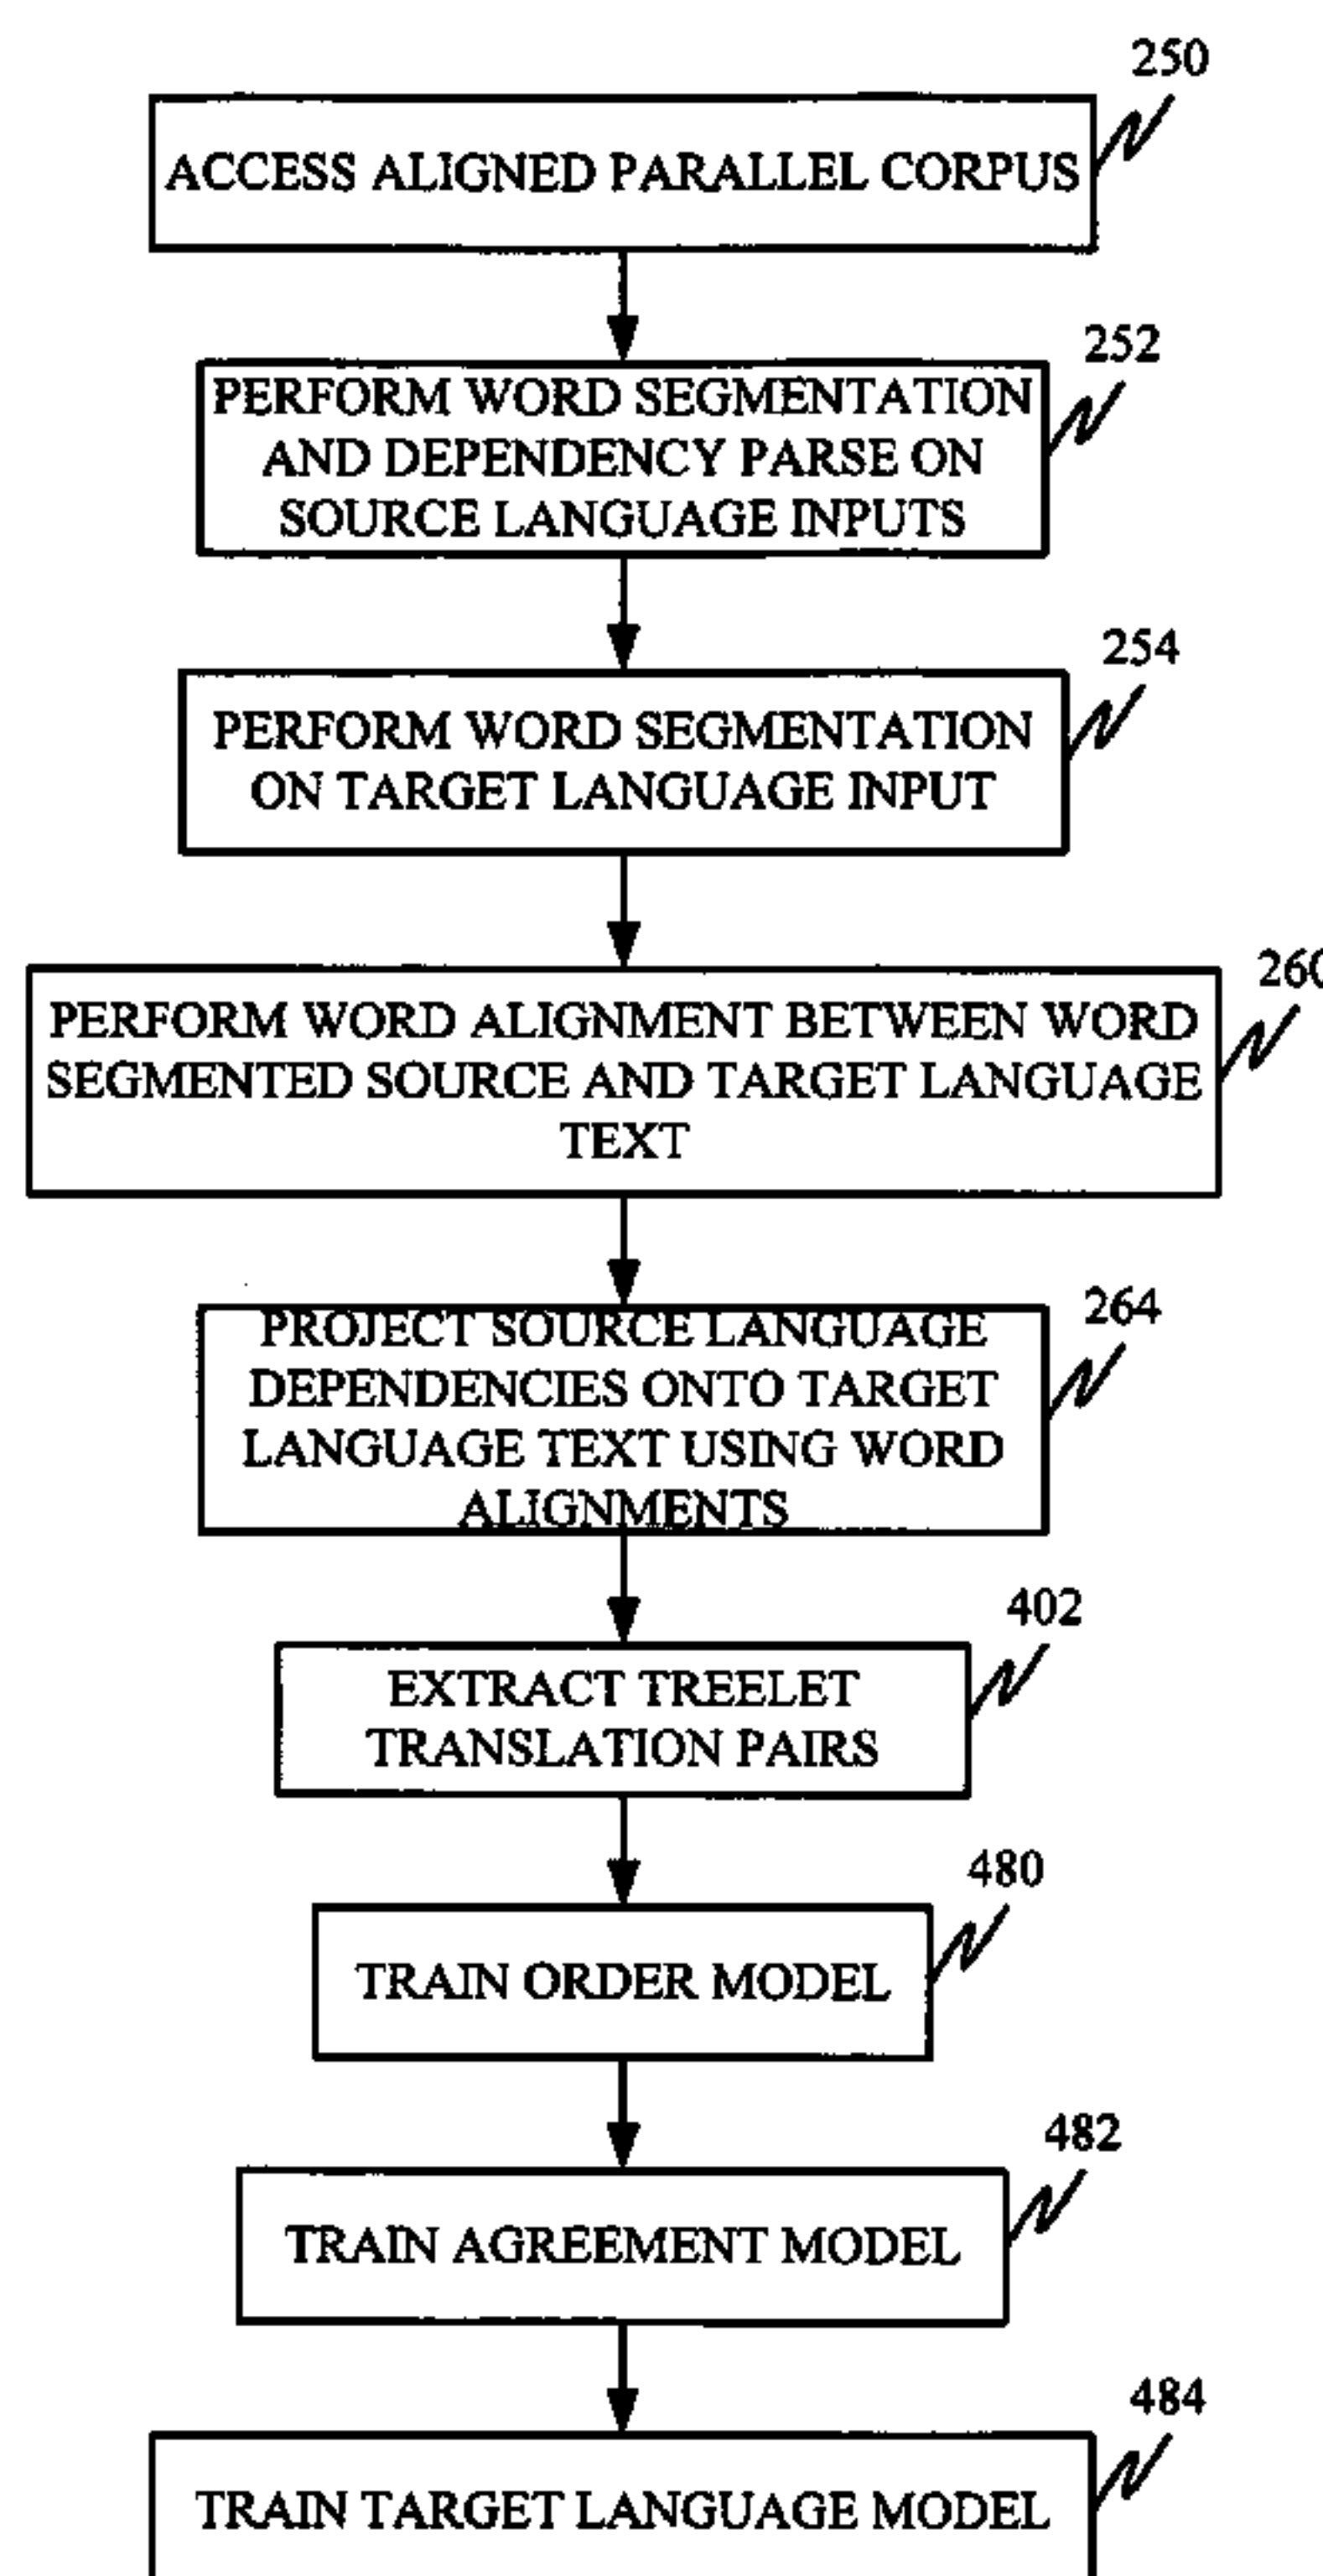 250
ACCESS ALIGNED PARALLEL CORPUS
252
PERFORM WORD SEGMENTATION
AND DEPENDENCY PARSE ON
SOURCE LANGUAGE INPUTS
254
PERFORM WORD SEGMENTATION
ON TARGET LANGUAGE INPUT
260
PERFORM WORD ALIGNMENT BETWEEN WORD
SEGMENTED SOURCE AND TARGET LANGUAGE
TEXT
264
PROJECT SOURCE LANGUAGE
DEPENDENCIES ONTO TARGET
LANGUAGE TEXT USING WORD
ALIGNMENTS
402
EXTRACT TREELET
TRANSLATION PAIRS
480
TRAIN ORDER MODEL
482
TRAIN AGREEMENT MODEL
484
TRAIN TARGET LANGUAGE MODEL